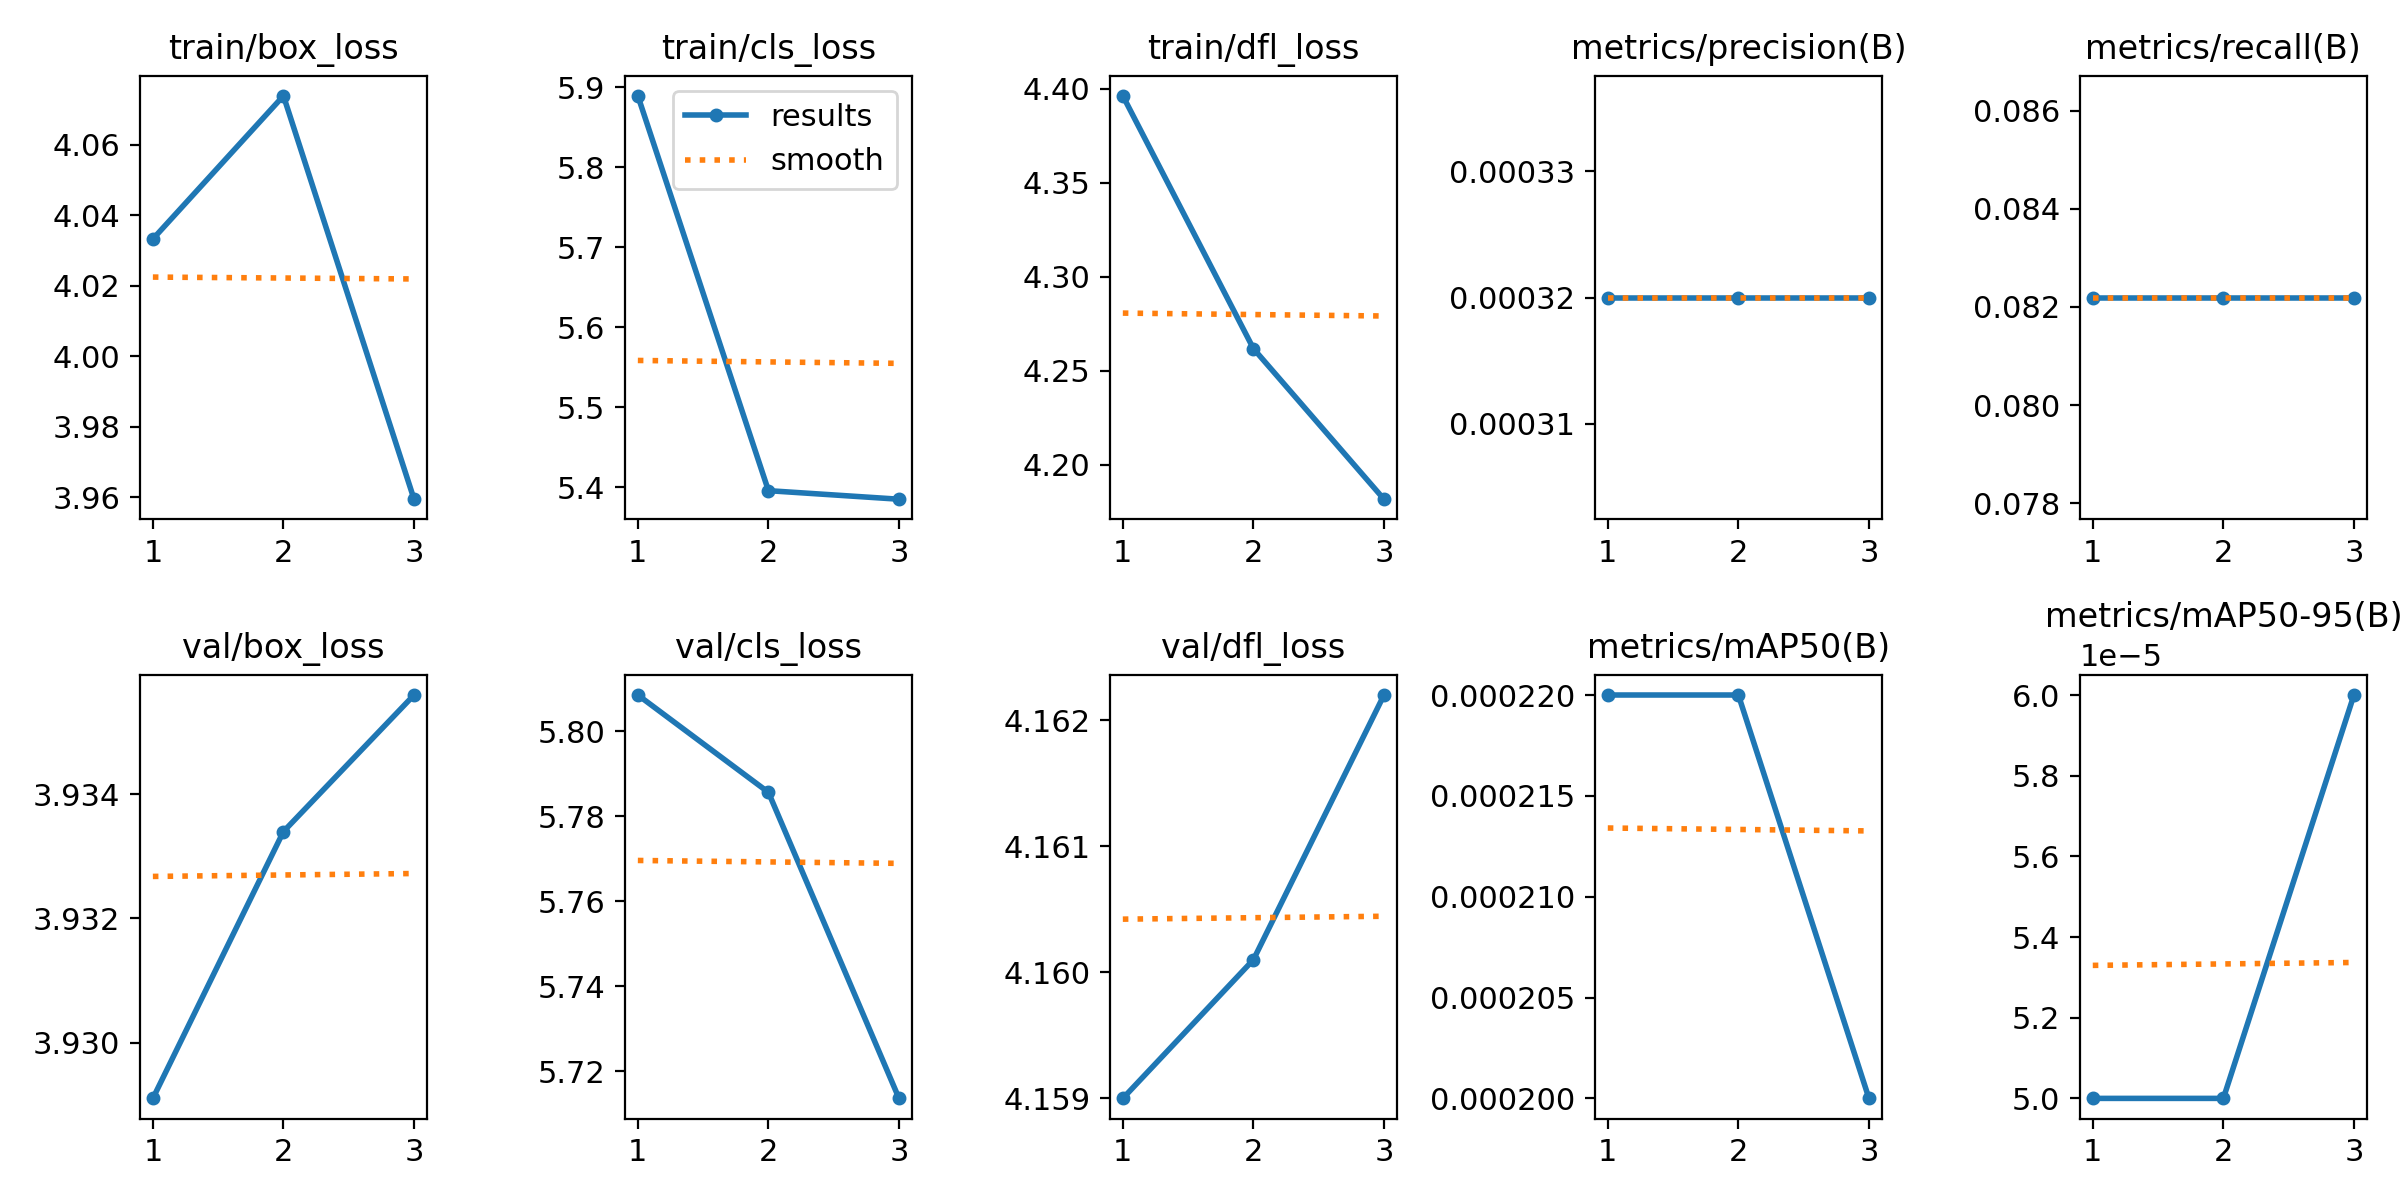 train/box_loss
4.06
4.04
4.02
4.00
3.98
3.96
1 2 3
train/cls_loss
results
smooth
5.9
5.8
5.7
5.6
5.5
5.4
1 2 3
train/dfl_loss
4.40
4.35
4.30
4.25
4.20
1 2 3
metrics/precision(B)
0.00033
0.00032
0.00031
1 2 3
metrics/recall(B)
0.086
0.084
0.082
0.080
0.078
1 2 3
val/box_loss
3.934
3.932
3.930
1 2 3
val/cls_loss
5.80
5.78
5.76
5.74
5.72
1 2 3
val/dfl_loss
4.162
4.161
4.160
4.159
1 2 3
metrics/mAP50(B)
0.000220
0.000215
0.000210
0.000205
0.000200
1 2 3
metrics/mAP50-95(B)
1e−5
6.0
5.8
5.6
5.4
5.2
5.0
1 2 3